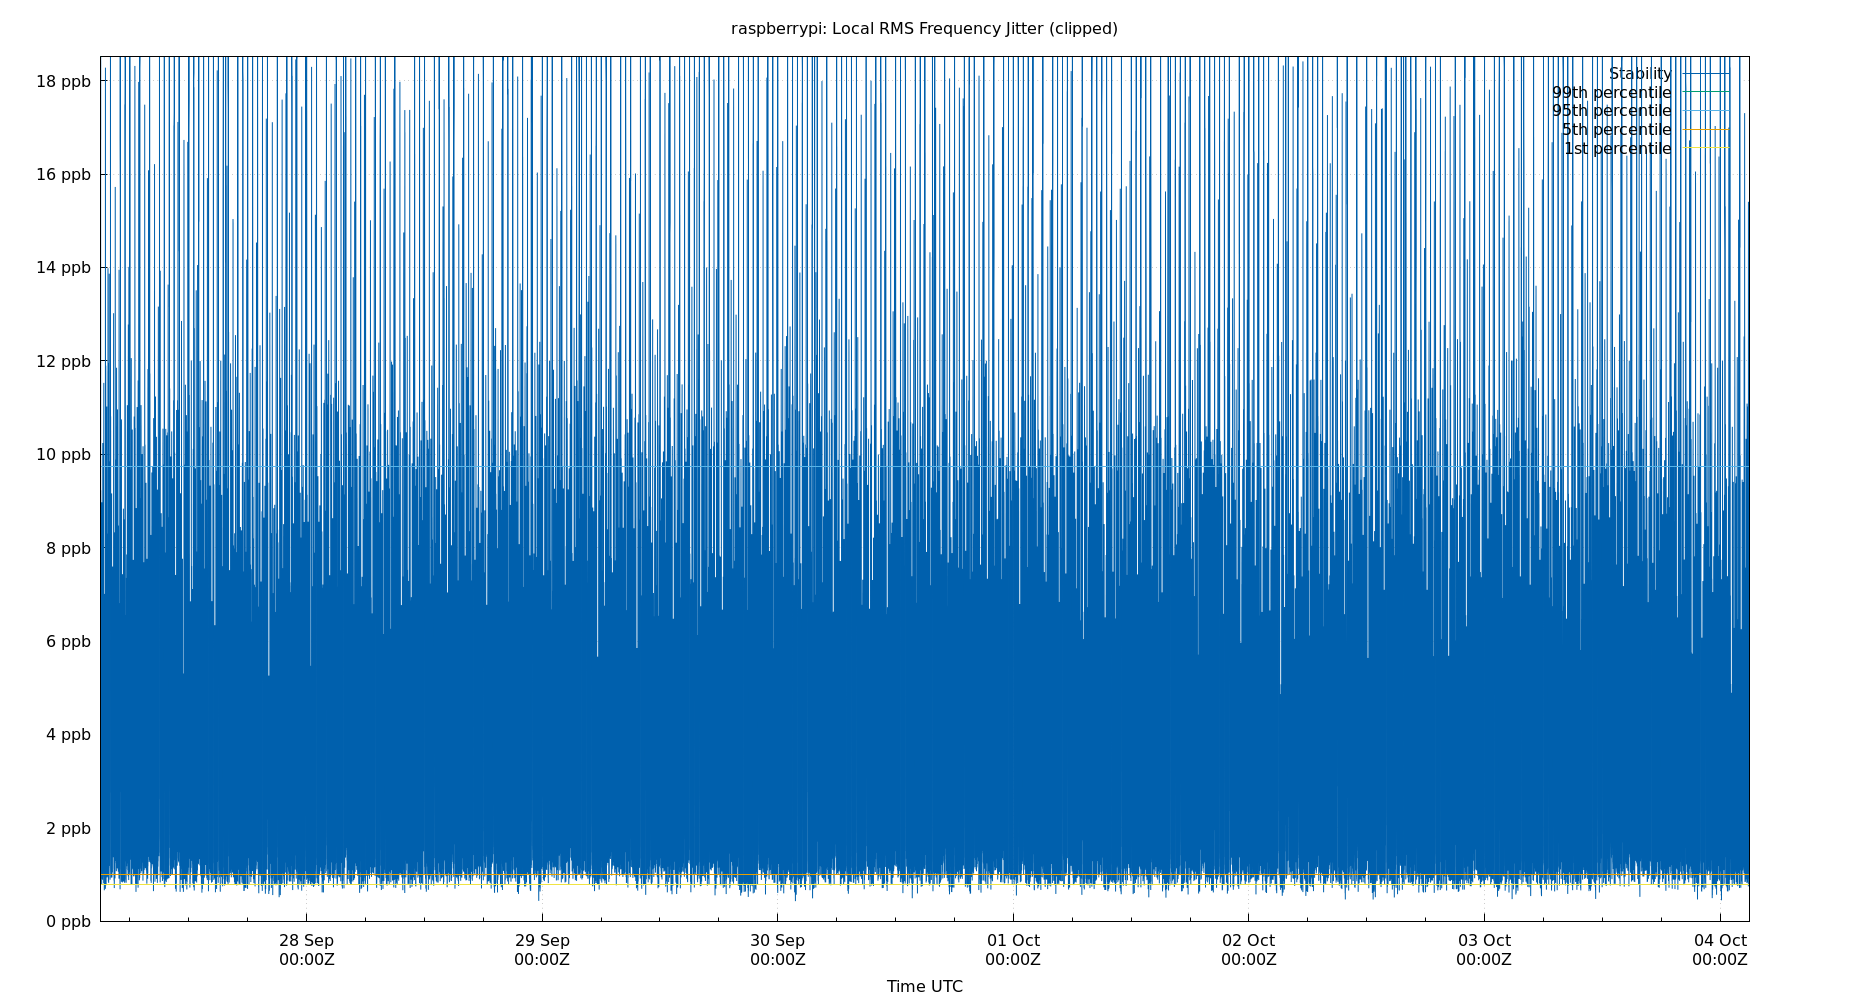 raspberrypi: Local RMS Frequency Jitter (clipped)
18 ppb
16 ppb
14 ppb
12 ppb
10 ppb
8 ppb
6 ppb
4 ppb
2 ppb
0 ppb
Stability
99th percentile
95th percentile
5th percentile
1st percentile
28 Sep 29 Sep 30 Sep 01 Oct 02 Oct 03 Oct 04 Oct
00:00Z 00:00Z 00:00Z 00:00Z 00:00Z 00:00Z 00:00Z
Time UTC